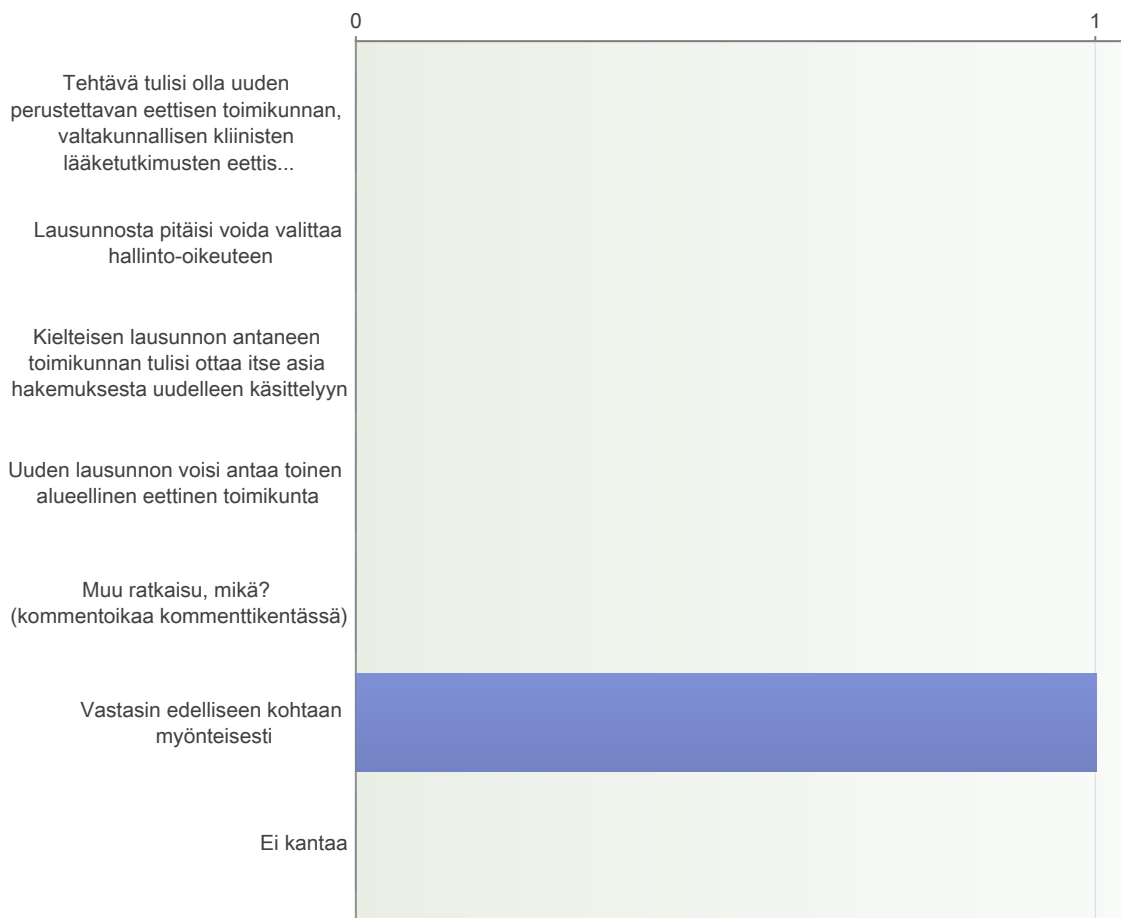 0 1
Tehtävä tulisi olla uuden
perustettavan eettisen toimikunnan,
valtakunnallisen kliinisten
lääketutkimusten eettis...
Lausunnosta pitäisi voida valittaa
hallinto-oikeuteen
Kielteisen lausunnon antaneen
toimikunnan tulisi ottaa itse asia
hakemuksesta uudelleen käsittelyyn
Uuden lausunnon voisi antaa toinen
alueellinen eettinen toimikunta
Muu ratkaisu, mikä?
(kommentoikaa kommenttikentässä)
Vastasin edelliseen kohtaan
myönteisesti
Ei kantaa